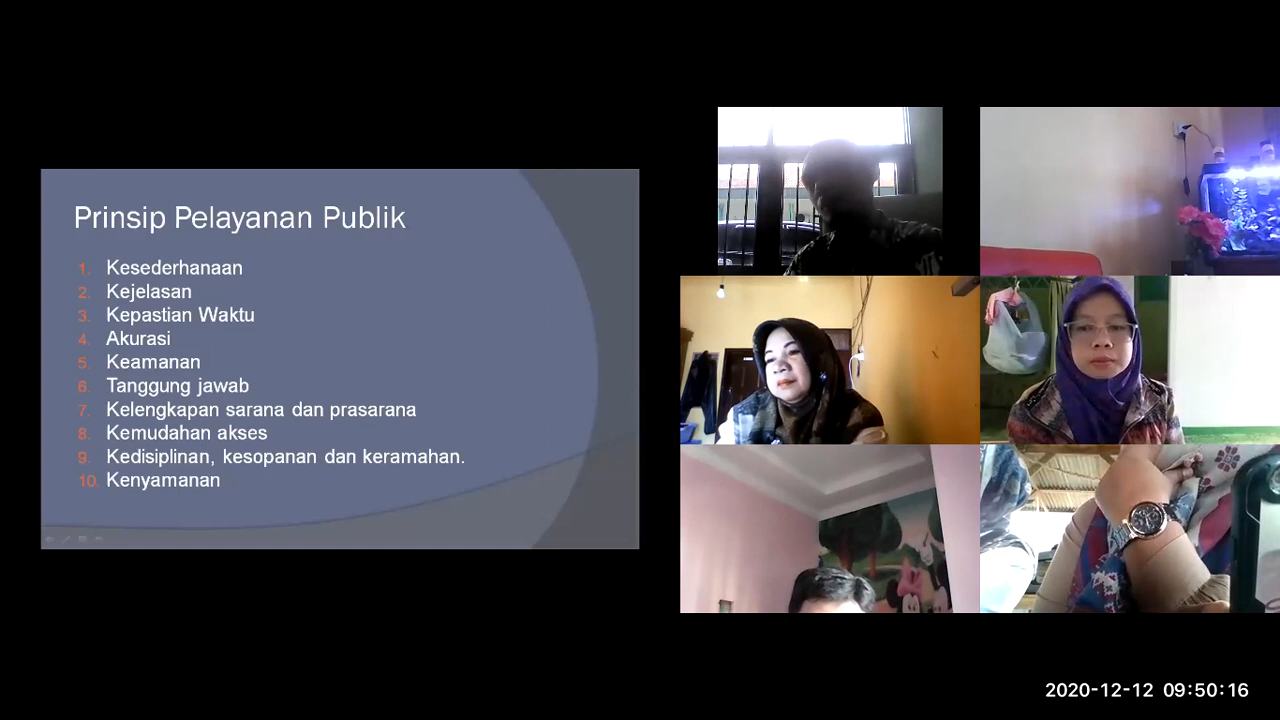 Prinsip Pelayanan Publik
1. Kesederhanaan
2. Kejelasan
3. Kepastian Waktu
4. Akurasi
5. Keamanan
6. Tanggung jawab
7. Kelengkapan sarana dan prasarana
8. Kemudahan akses
9. Kedisiplinan, kesopanan dan keramahan.
10. Kenyamanan
2020-12-12 09:50:16